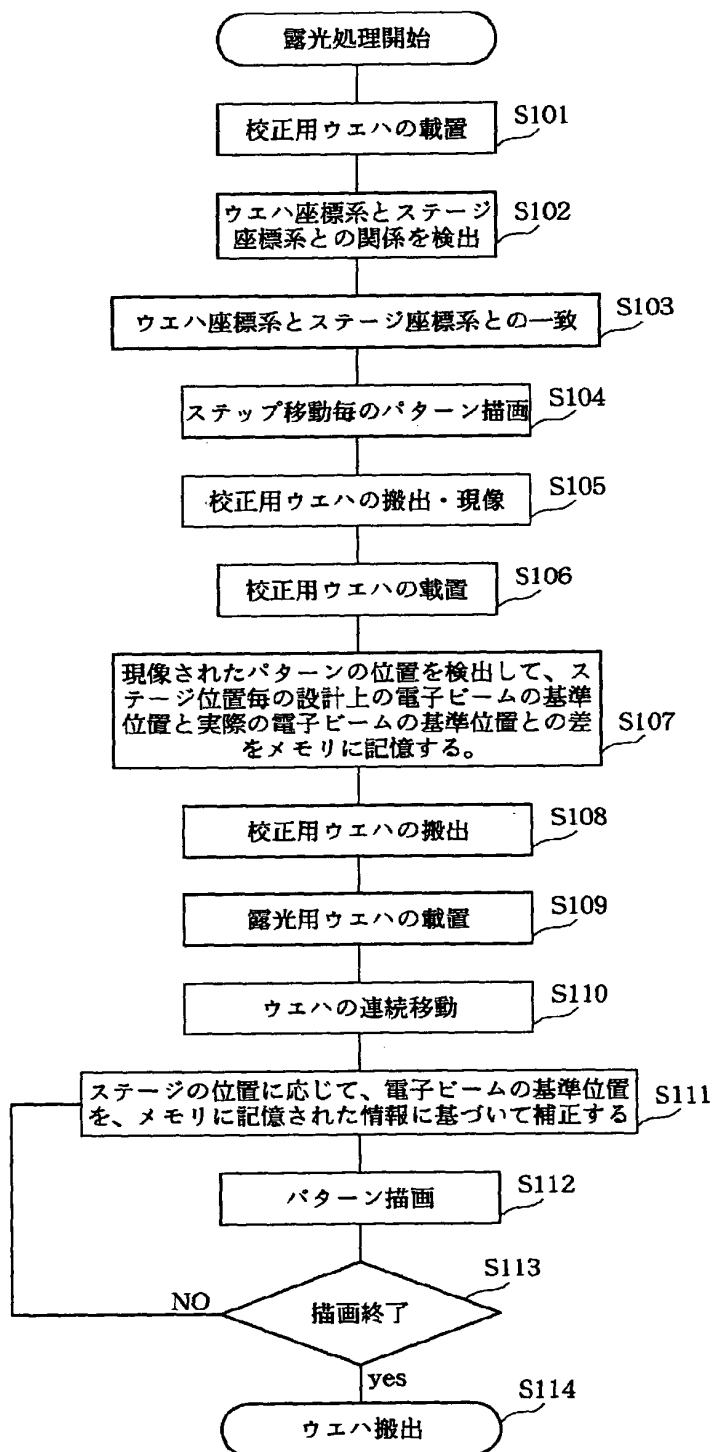 露光処理開始
S101
校正用ウエハの載置
S102
ウエハ座標系とステージ
座標系との関係を検出
S103
ウエハ座標系とステージ座標系との一致
S104
ステップ移動毎のパターン描画
S105
校正用ウエハの搬出・現像
S106
校正用ウエハの載置
現像されたパターンの位置を検出して、ス
テージ位置毎の設計上の電子ビームの基準
位置と実際の電子ビームの基準位置との差
をメモリに記憶する。
S107
S108
校正用ウエハの搬出
S109
露光用ウエハの載置
S110
ウエハの連続移動
ステージの位置に応じて、電子ビームの基準位置
を、メモリに記憶された情報に基づいて補正する
S111
S112
パターン描画
S113
NO
描画終了
yes
S114
ウエハ搬出